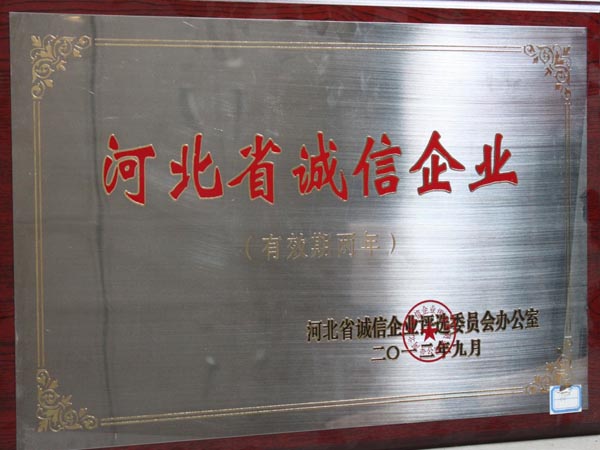 河北省诚信企业
（有效期两年）
河北省诚信企业评选委员会办公室
二〇一二年九月